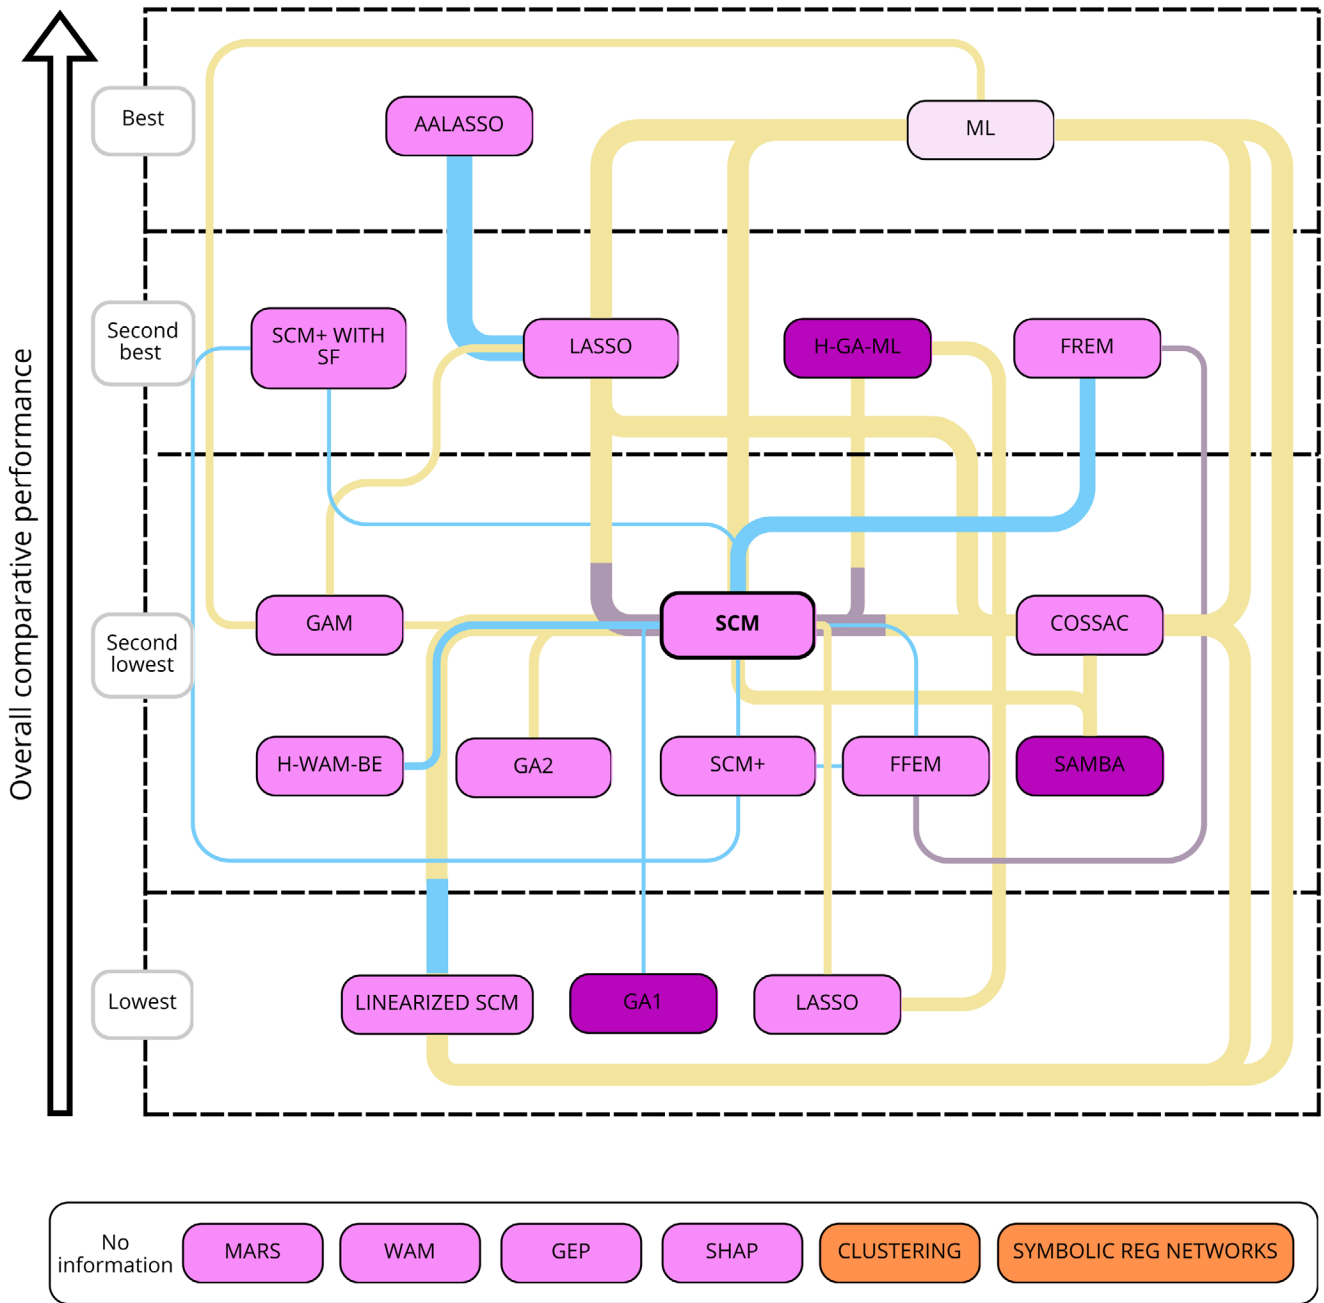 Overall comparative performance
Best
AALASSO
ML
Second
best
SCM+ WITH
SF
LASSO
H-GA-ML
FREM
Second
lowest
GAM
SCM
COSSAC
H-WAM-BE
GA2
SCM+
FFEM
SAMBA
Lowest
LINEARIZED SCM
GA1
LASSO
No
information
MARS
WAM
GEP
SHAP
CLUSTERING
SYMBOLIC REG NETWORKS